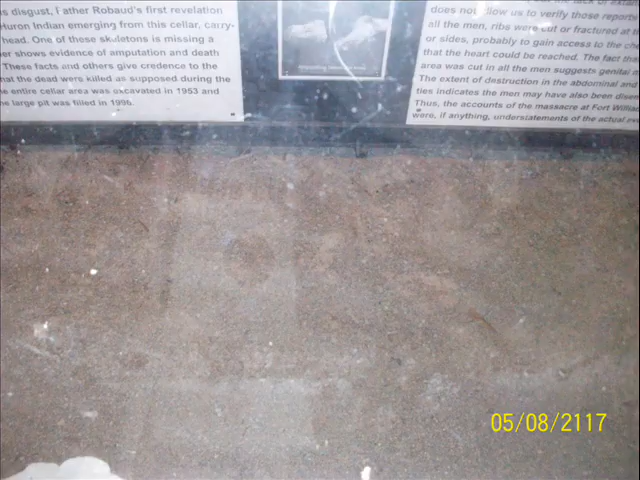 s disgust, Father Robaud's first revelation
Huron Indian emerging from this cellar, carry-
head. One of these skeletons is missing a
er shows evidence of amputation and death
These facts and others give credence to the
hat the dead were killed as supposed during the
he entire cellar area was excavated in 1953 and
he large pit was filled in 1996.
does not allow us to verify those reports
all the men, ribs were cut or fractured at th
or sides, probably to gain access to the ch
that the heart could be reached. The fact tha
area was cut in all the men suggests genital m
The extent of destruction in the abdominal and
ties indicates the men may have also been disem
Thus, the accounts of the massacre at Fort Willia
were, if anything, understatements of the actual eve
05/08/2117